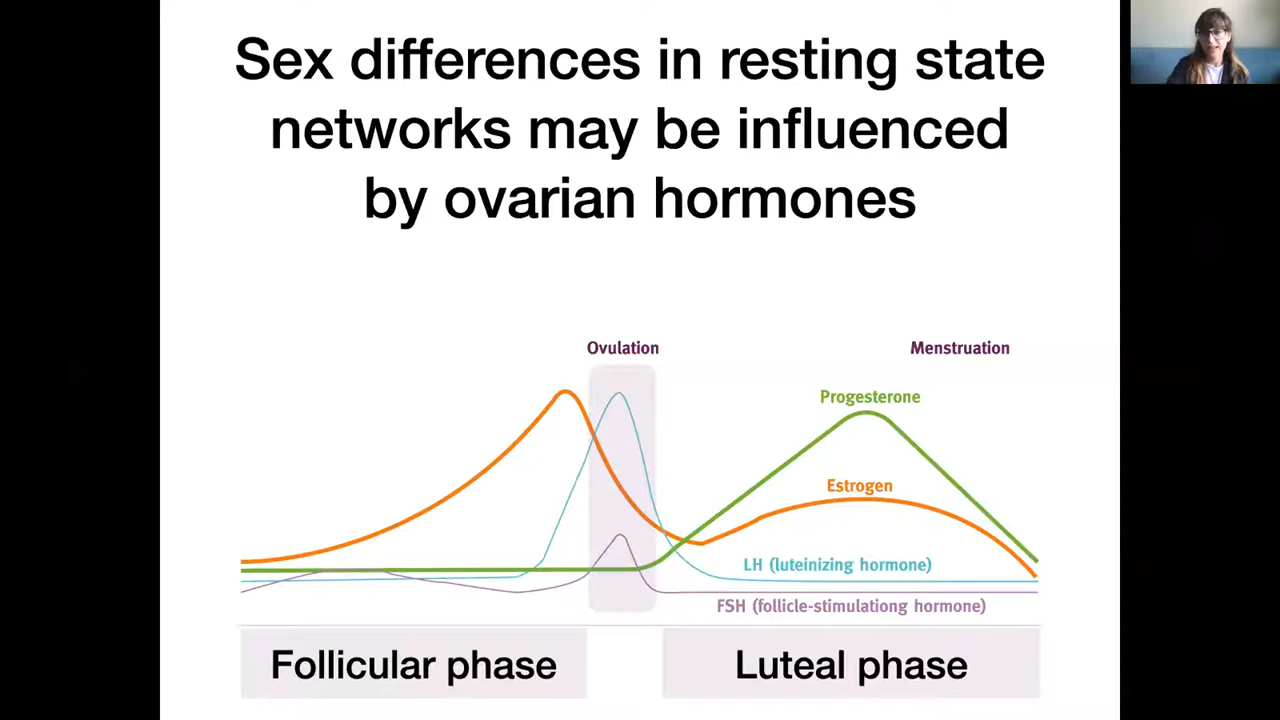 Sex differences in resting state
networks may be influenced
by ovarian hormones
Ovulation
Menstruation
Progesterone
Estrogen
LH (luteinizing hormone)
FSH (follicle-stimulationg hormone)
Follicular phase
Luteal phase